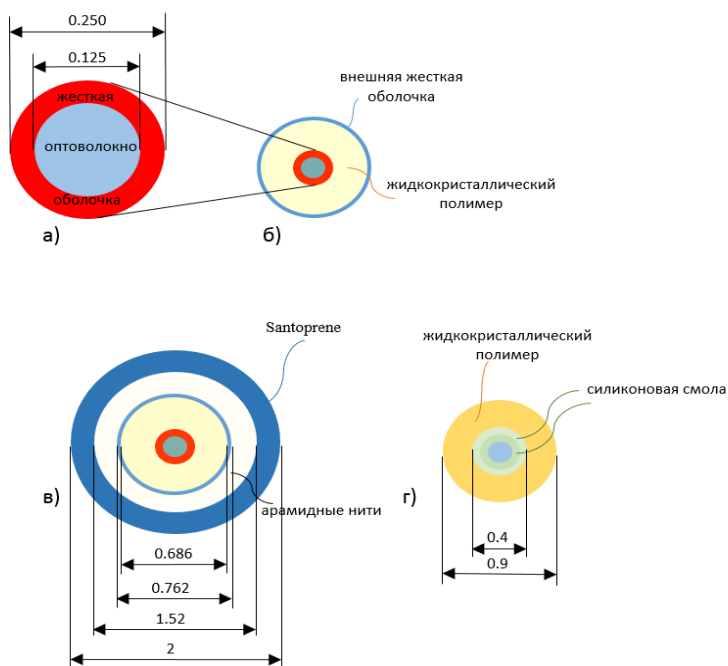 0.250
0.125
жесткая
оптоволокно
оболочка
а)
внешняя жесткая
оболочка
жидкокристаллический
полимер
б)
Santoprene
в)
арамидные нити
0.686
0.762
1.52
2
жидкокристаллический
полимер
силиконовая смола
г)
0.4
0.9